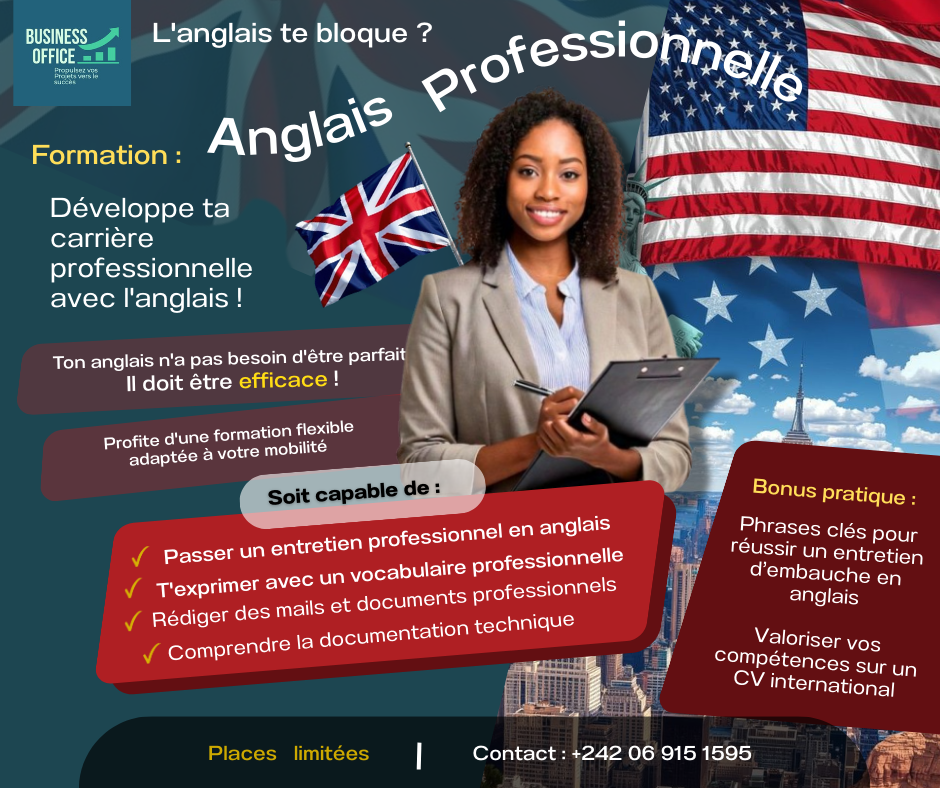 BUSINESS
OFFICE
Propulsez vos
Projets vers le
succès
L'anglais te bloque ?
Anglais Professionnelle
Formation :
Développe ta
carrière
professionnelle
avec l'anglais !
Ton anglais n'a pas besoin d'être parfait
Il doit être efficace !
Profite d'une formation flexible
adaptée à votre mobilité
Soit capable de :
✓ Passer un entretien professionnel en anglais
✓ T'exprimer avec un vocabulaire professionnelle
✓ Rédiger des mails et documents professionnels
✓ Comprendre la documentation technique
Bonus pratique :
Phrases clés pour
réussir un entretien
d'embauche en
anglais
Valoriser vos
compétences sur un
CV international
Places limitées | Contact : +242 06 915 1595